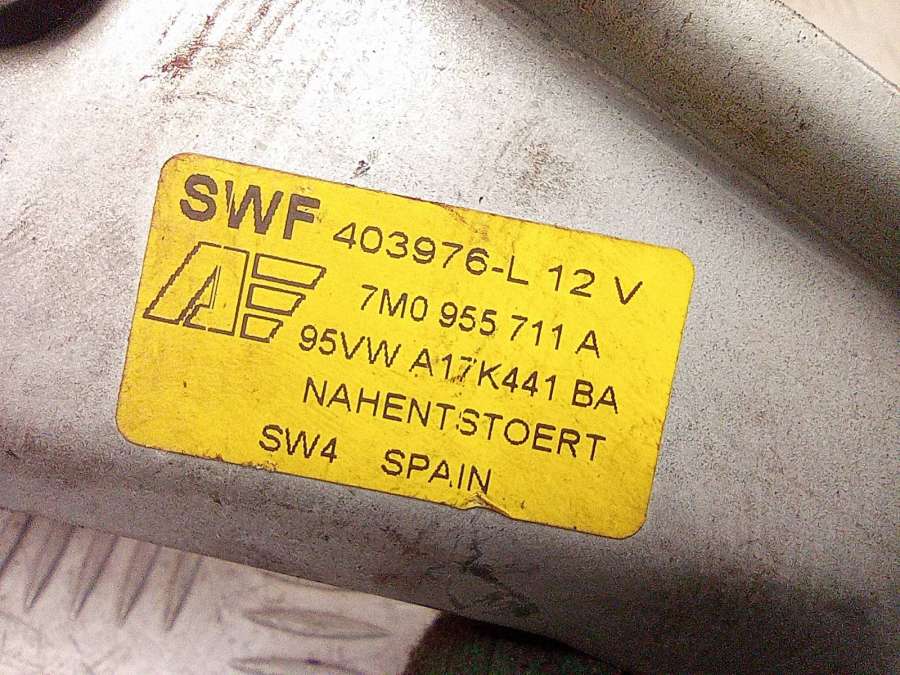 SWF 403976-L 12 V
7M0 955 711 A
95VW A17K441 BA
NAHENTSTOERT
SW4 SPAIN